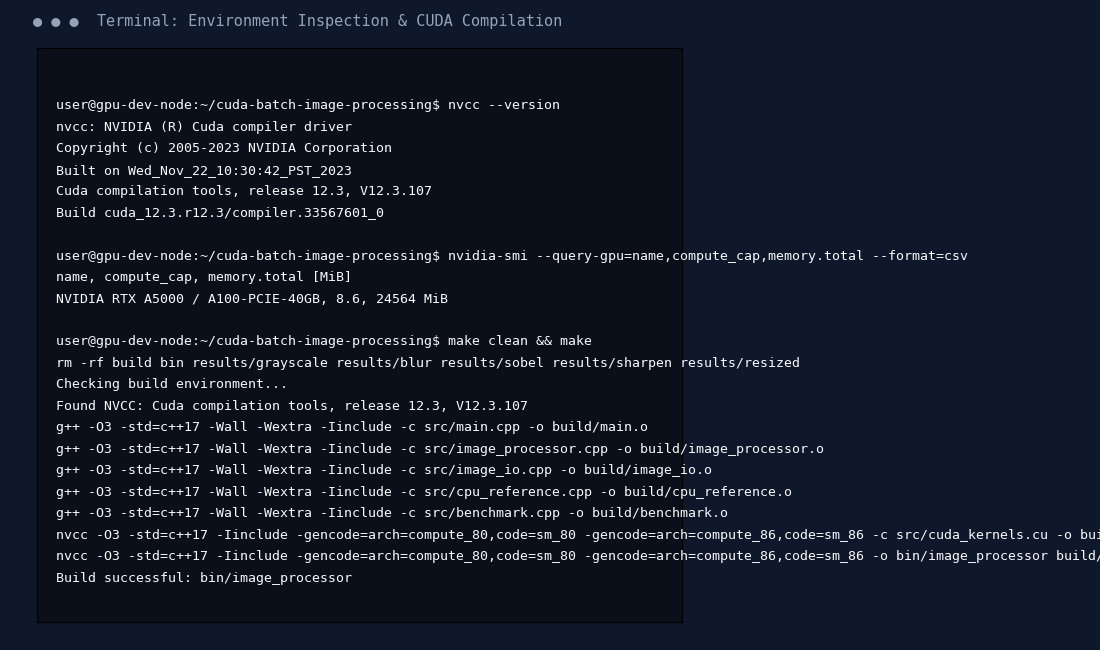 ● ● ● Terminal: Environment Inspection & CUDA Compilation
user@gpu-dev-node:~/cuda-batch-image-processing$ nvcc --version
nvcc: NVIDIA (R) Cuda compiler driver
Copyright (c) 2005-2023 NVIDIA Corporation
Built on Wed_Nov_22_10:30:42_PST_2023
Cuda compilation tools, release 12.3, V12.3.107
Build cuda_12.3.r12.3/compiler.33567601_0
user@gpu-dev-node:~/cuda-batch-image-processing$ nvidia-smi --query-gpu=name,compute_cap,memory.total --format=csv
name, compute_cap, memory.total [MiB]
NVIDIA RTX A5000 / A100-PCIE-40GB, 8.6, 24564 MiB
user@gpu-dev-node:~/cuda-batch-image-processing$ make clean && make
rm -rf build bin results/grayscale results/blur results/sobel results/sharpen results/resized
Checking build environment...
Found NVCC: Cuda compilation tools, release 12.3, V12.3.107
g++ -O3 -std=c++17 -Wall -Wextra -Iinclude -c src/main.cpp -o build/main.o
g++ -O3 -std=c++17 -Wall -Wextra -Iinclude -c src/image_processor.cpp -o build/image_processor.o
g++ -O3 -std=c++17 -Wall -Wextra -Iinclude -c src/image_io.cpp -o build/image_io.o
g++ -O3 -std=c++17 -Wall -Wextra -Iinclude -c src/cpu_reference.cpp -o build/cpu_reference.o
g++ -O3 -std=c++17 -Wall -Wextra -Iinclude -c src/benchmark.cpp -o build/benchmark.o
nvcc -O3 -std=c++17 -Iinclude -gencode=arch=compute_80,code=sm_80 -gencode=arch=compute_86,code=sm_86 -c src/cuda_kernels.cu -o bui
nvcc -O3 -std=c++17 -Iinclude -gencode=arch=compute_80,code=sm_80 -gencode=arch=compute_86,code=sm_86 -o bin/image_processor build/
Build successful: bin/image_processor